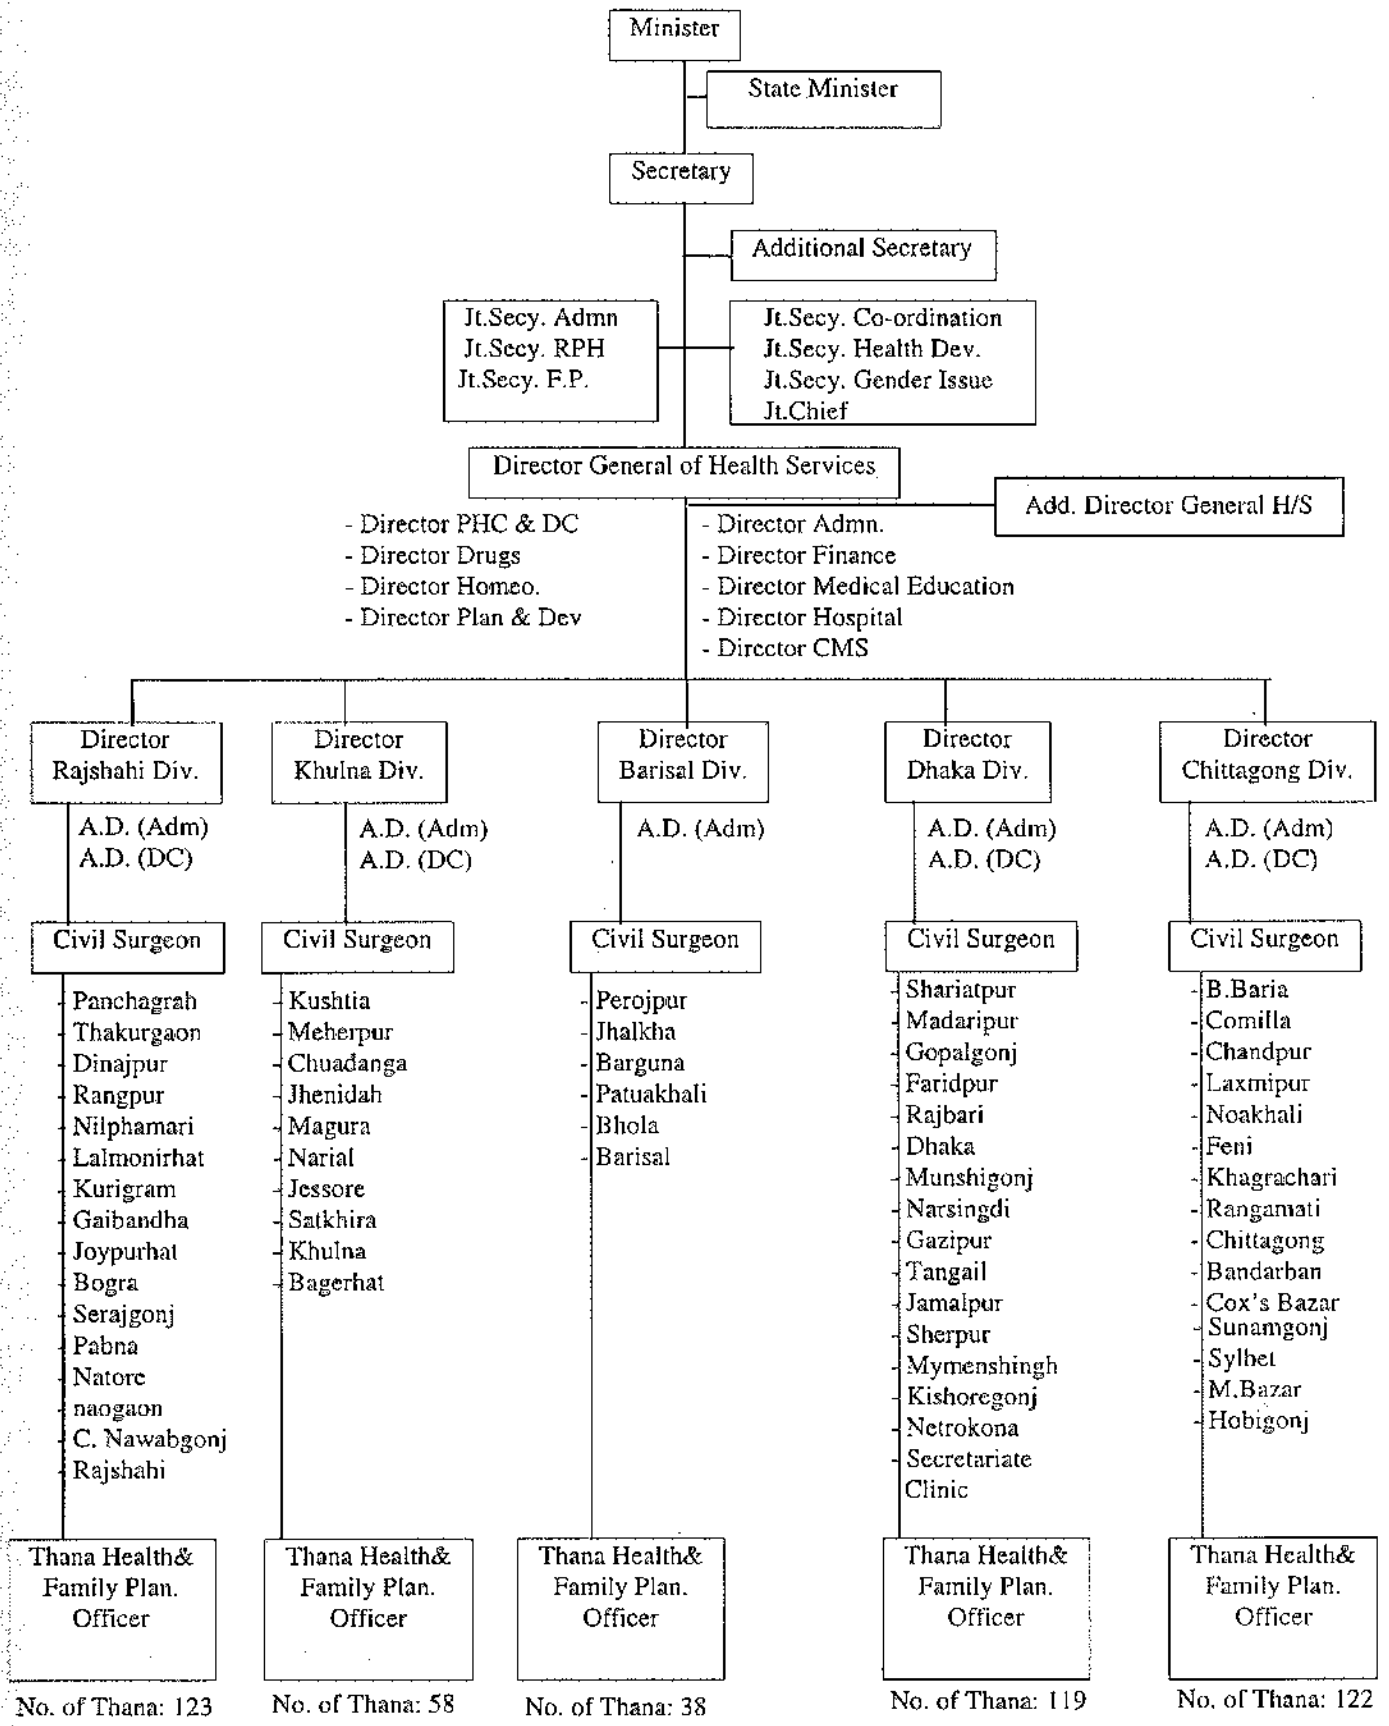 Minister
State Minister
Secretary
Additional Secretary
Jt.Secy. Admn
Jt.Secy. RPH
Jt.Secy. F.P.
Jt.Secy. Co-ordination
Jt.Secy. Health Dev.
Jt.Secy. Gender Issue
Jt.Chief
Director General of Health Services
Add. Director General H/S
- Director PHC & DC
- Director Drugs
- Director Homeo.
- Director Plan & Dev
- Director Admn.
- Director Finance
- Director Medical Education
- Director Hospital
- Director CMS
Director
Rajshahi Div.
A.D. (Adm)
A.D. (DC)
Civil Surgeon
- Panchagrah
- Thakurgaon
- Dinajpur
- Rangpur
- Nilphamari
- Lalmonirhat
- Kurigram
- Gaibandha
- Joypurhat
- Bogra
- Serajgonj
- Pabna
- Natore
- naogaon
- C. Nawabgonj
- Rajshahi
Thana Health&
Family Plan.
Officer
No. of Thana: 123
Director
Khulna Div.
A.D. (Adm)
A.D. (DC)
Civil Surgeon
- Kushtia
- Meherpur
- Chuadanga
- Jhenidah
- Magura
- Narial
- Jessore
- Satkhira
- Khulna
- Bagerhat
Thana Health&
Family Plan.
Officer
No. of Thana: 58
Director
Barisal Div.
A.D. (Adm)
Civil Surgeon
- Perojpur
- Jhalkha
- Barguna
- Patuakhali
- Bhola
- Barisal
Thana Health&
Family Plan.
Officer
No. of Thana: 38
Director
Dhaka Div.
A.D. (Adm)
A.D. (DC)
Civil Surgeon
- Shariatpur
- Madaripur
- Gopalgonj
- Faridpur
- Rajbari
- Dhaka
- Munshigonj
- Narsingdi
- Gazipur
- Tangail
- Jamalpur
- Sherpur
- Mymenshingh
- Kishoregonj
- Netrokona
- Secretariate
Clinic
Thana Health&
Family Plan.
Officer
No. of Thana: 119
Director
Chittagong Div.
A.D. (Adm)
A.D. (DC)
Civil Surgeon
- B.Baria
- Comilla
- Chandpur
- Laxmipur
- Noakhali
- Feni
- Khagrachari
- Rangamati
- Chittagong
- Bandarban
- Cox's Bazar
- Sunamgonj
- Sylhet
- M.Bazar
- Hobigonj
Thana Health&
Family Plan.
Officer
No. of Thana: 122